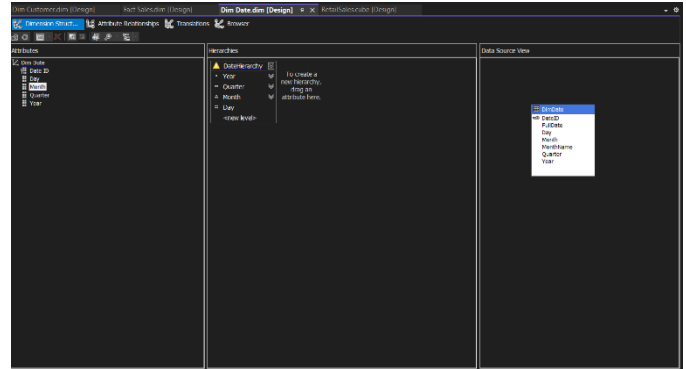 Dim Customer.dim [Design]
Fact Sales.dim [Design]
Dim Date.dim [Design]
RetailSales.cube [Design]
Dimension Struct...
Attribute Relationships
Translations
Browser
Attributes
Dim Date
Date ID
Day
Month
Quarter
Year
Hierarchies
DateHierarchy
Year
Quarter
Month
Day
<new level>
To create a
new hierarchy,
drag an
attribute here.
Data Source View
DimDate
DateID
FullDate
Day
Month
MonthName
Quarter
Year